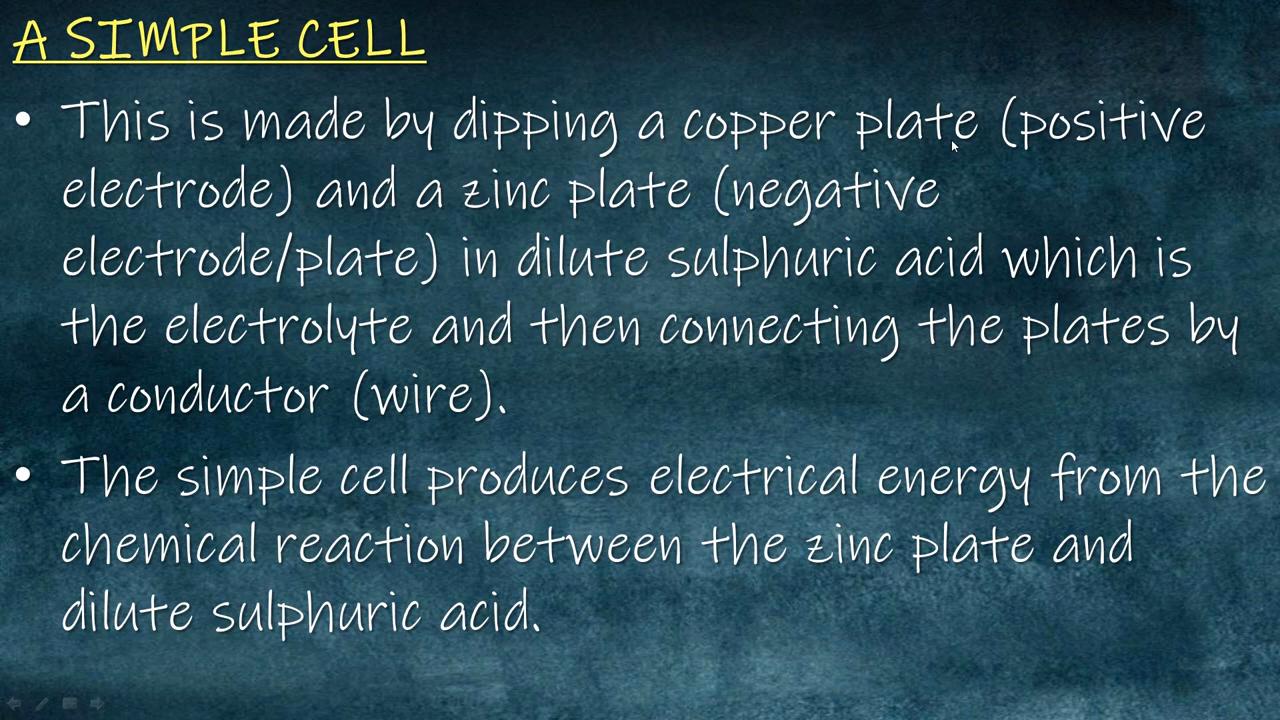 A SIMPLE CELL
• This is made by dipping a copper plate (positive
electrode) and a zinc plate (negative
electrode/plate) in dilute sulphuric acid which is
the electrolyte and then connecting the plates by
a conductor (wire).
• The simple cell produces electrical energy from the
chemical reaction between the zinc plate and
dilute sulphuric acid.